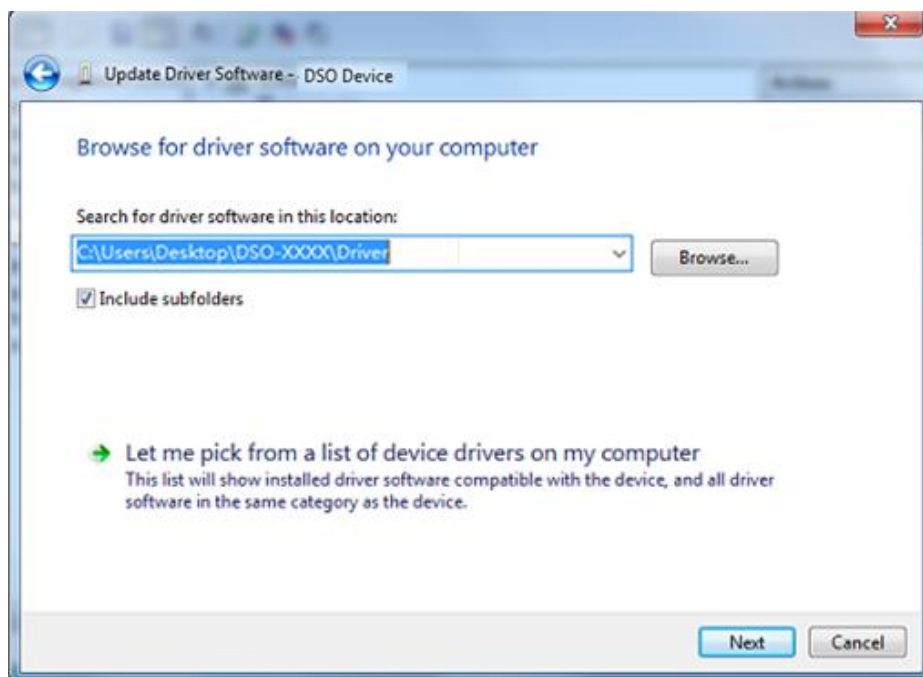 Update Driver Software - DSO Device
Browse for driver software on your computer
Search for driver software in this location:
C:\Users\Desktop\DSO-XXXX\Driver
Browse...
Include subfolders
Let me pick from a list of device drivers on my computer
This list will show installed driver software compatible with the device, and all driver
software in the same category as the device.
Next
Cancel